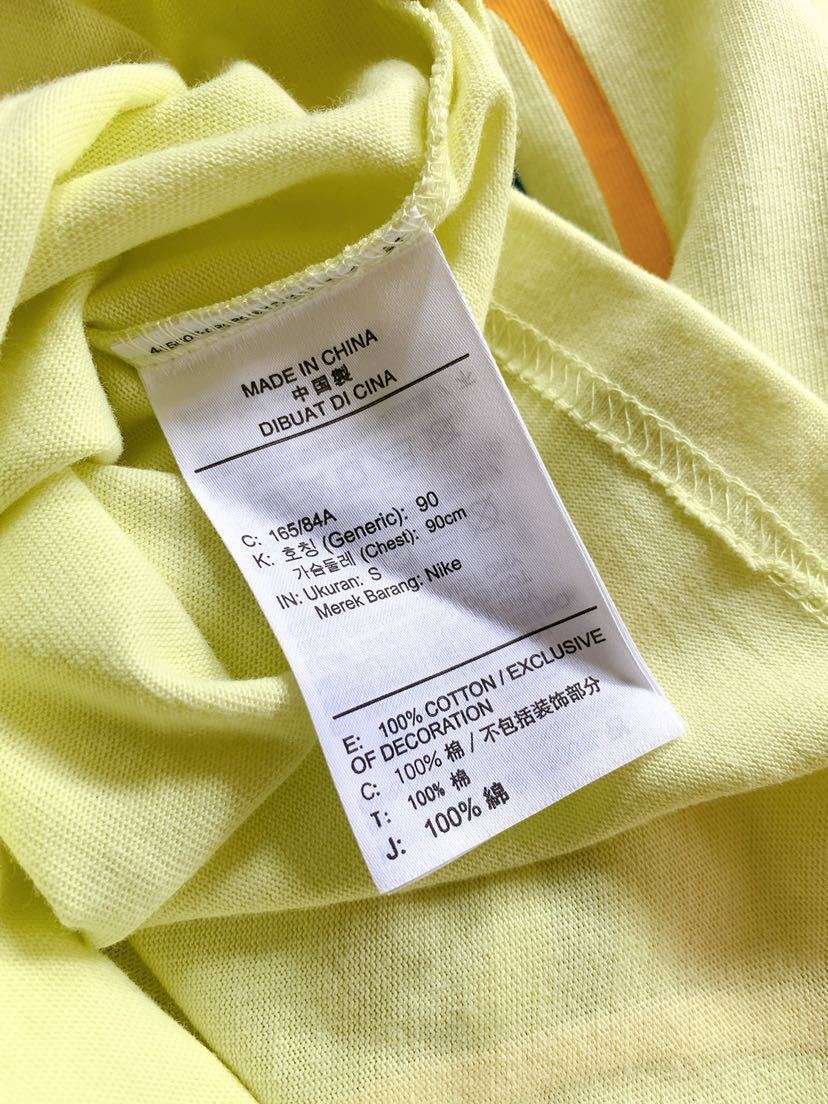 MADE IN CHINA
中国製
DIBUAT DI CINA
C: 165/84A
K: 호칭 (Generic): 90
가슴둘레 (Chest): 90cm
IN: Ukuran: S
Merek Barang: Nike
E: 100% COTTON / EXCLUSIVE
OF DECORATION
C: 100% 棉 / 不包括装饰部分
T: 100% 棉
J: 100% 綿